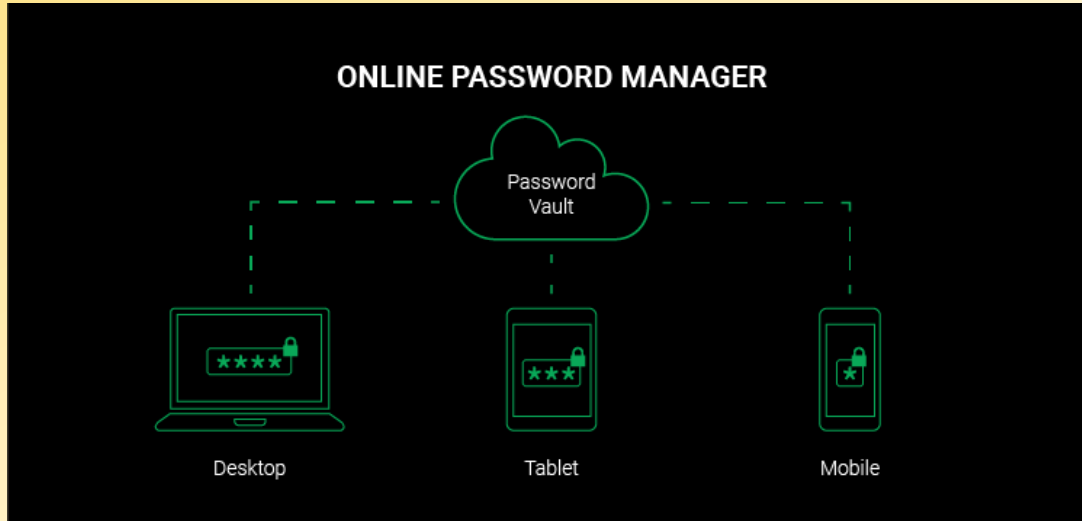 ONLINE PASSWORD MANAGER
Password
Vault
****
***
*
Desktop
Tablet
Mobile